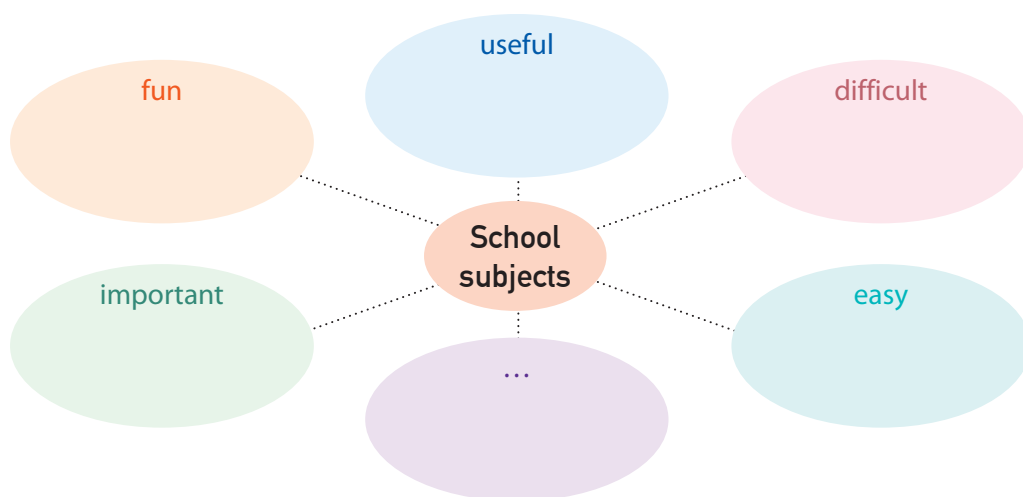 useful
fun
difficult
School
subjects
important
easy
...